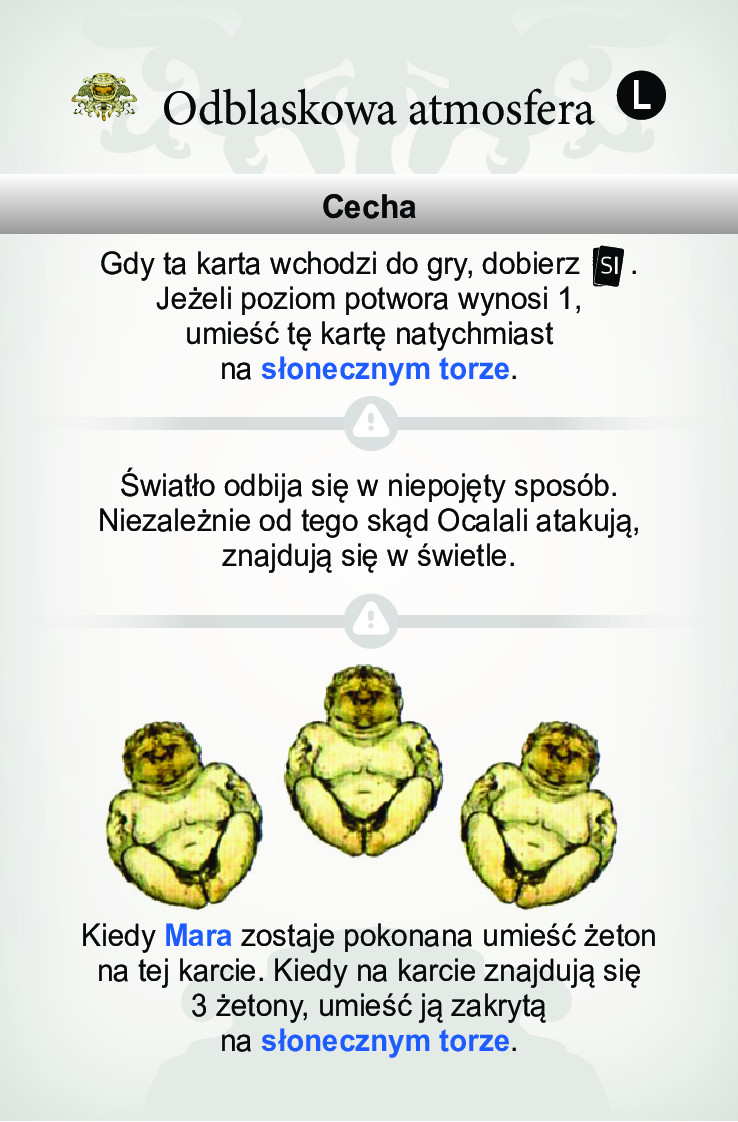 Odblaskowa atmosfera L
Cecha
Gdy ta karta wchodzi do gry, dobierz SI .
Jeżeli poziom potwora wynosi 1,
umieść tę kartę natychmiast
na słonecznym torze.
Światło odbija się w niepojęty sposób.
Niezależnie od tego skąd Ocalali atakują,
znajdują się w świetle.
Kiedy Mara zostaje pokonana umieść żeton
na tej karcie. Kiedy na karcie znajdują się
3 żetony, umieść ją zakrytą
na słonecznym torze.